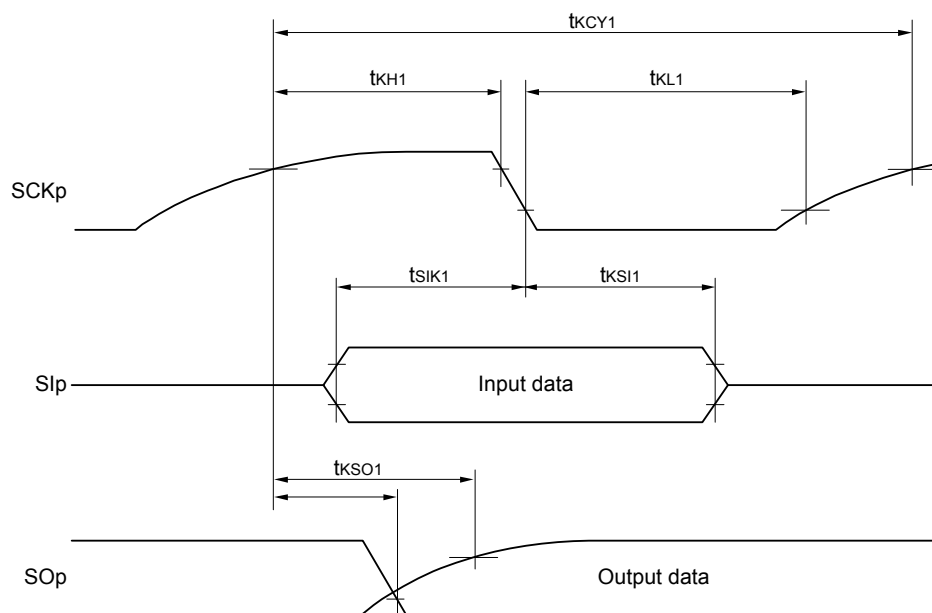 tKCY1
tKH1
tKL1
SCKp
tSIK1
tKSI1
SIp
Input data
tKSO1
SOp
Output data